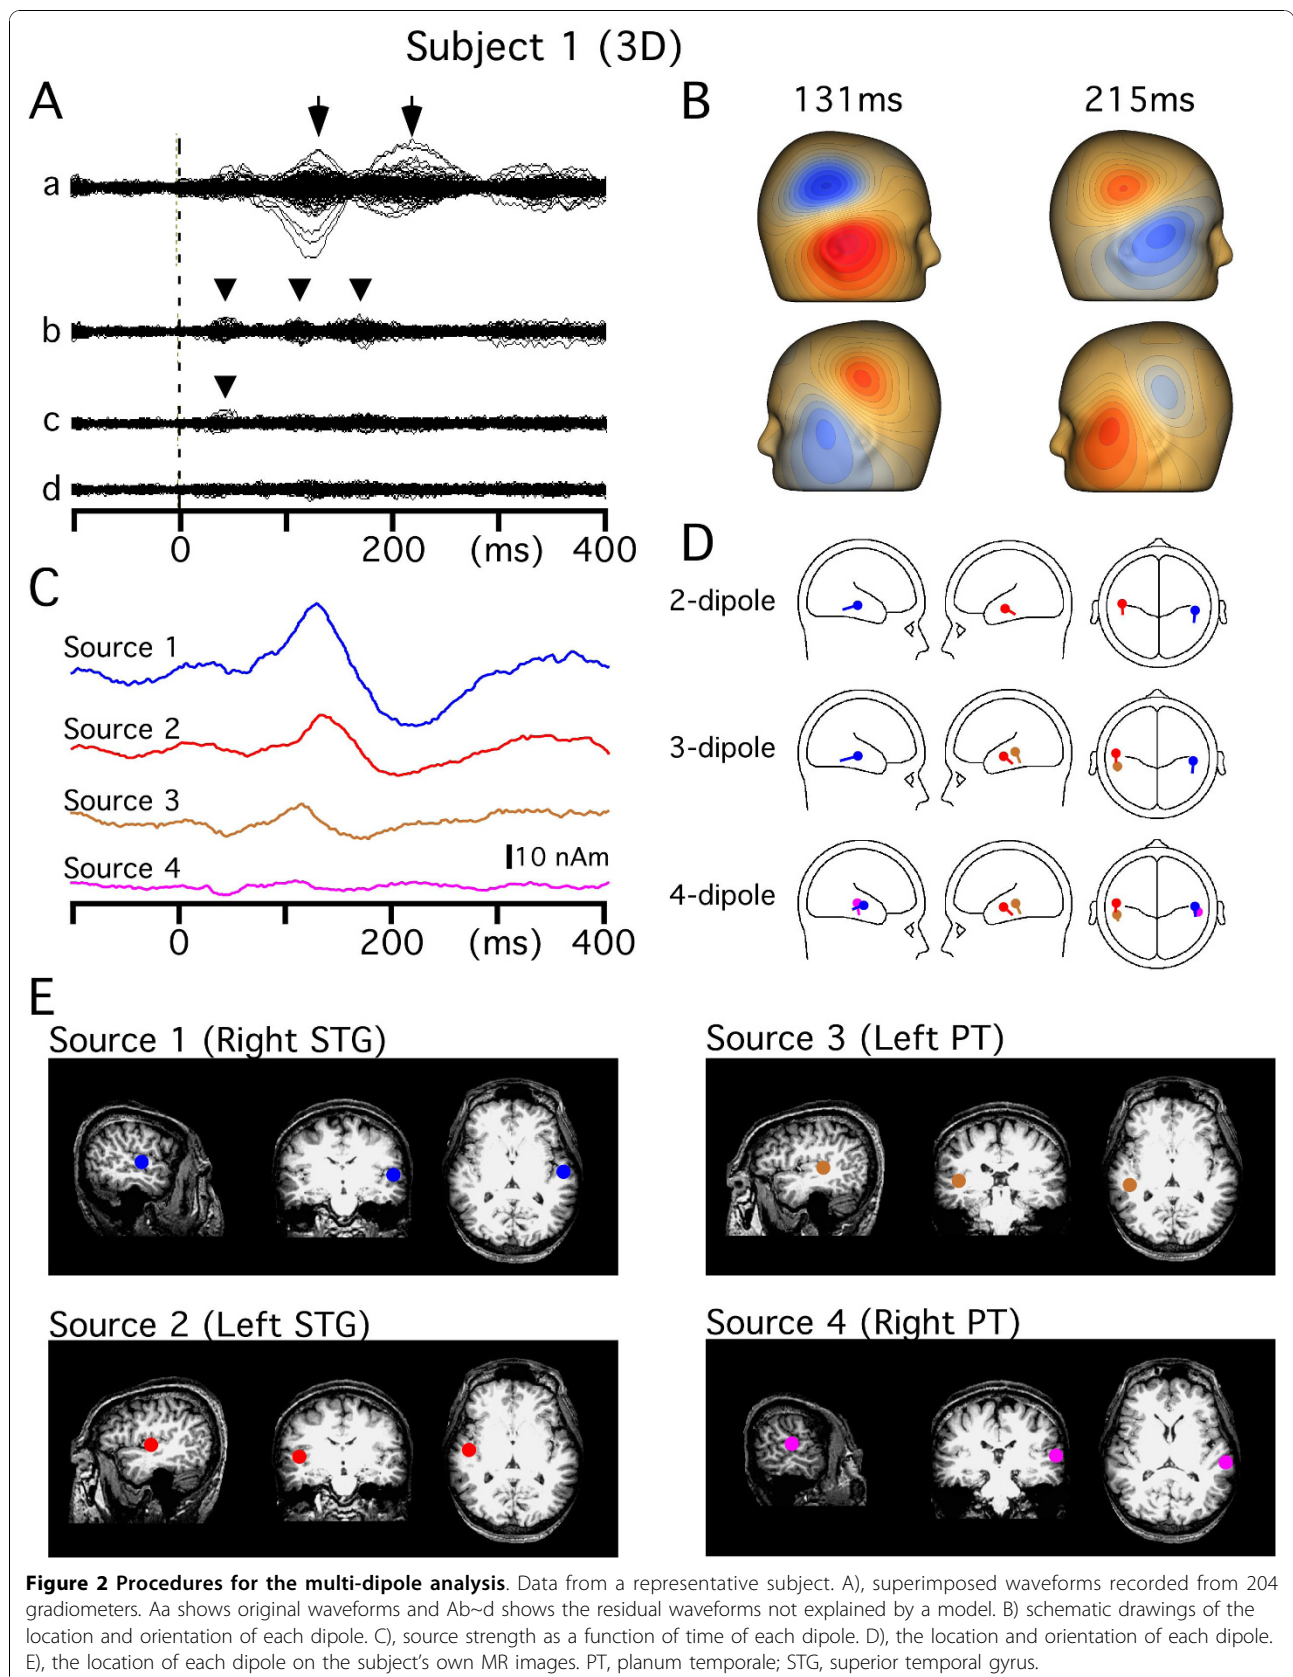 Subject 1 (3D)
A
a
b
c
d
0 200 (ms) 400
B
131ms 215ms
C
Source 1
Source 2
Source 3
Source 4
10 nAm
0 200 (ms) 400
D
2-dipole
3-dipole
4-dipole
E
Source 1 (Right STG)
Source 3 (Left PT)
Source 2 (Left STG)
Source 4 (Right PT)
Figure 2 Procedures for the multi-dipole analysis. Data from a representative subject. A), superimposed waveforms recorded from 204
gradiometers. Aa shows original waveforms and Ab~d shows the residual waveforms not explained by a model. B) schematic drawings of the
location and orientation of each dipole. C), source strength as a function of time of each dipole. D), the location and orientation of each dipole.
E), the location of each dipole on the subject's own MR images. PT, planum temporale; STG, superior temporal gyrus.